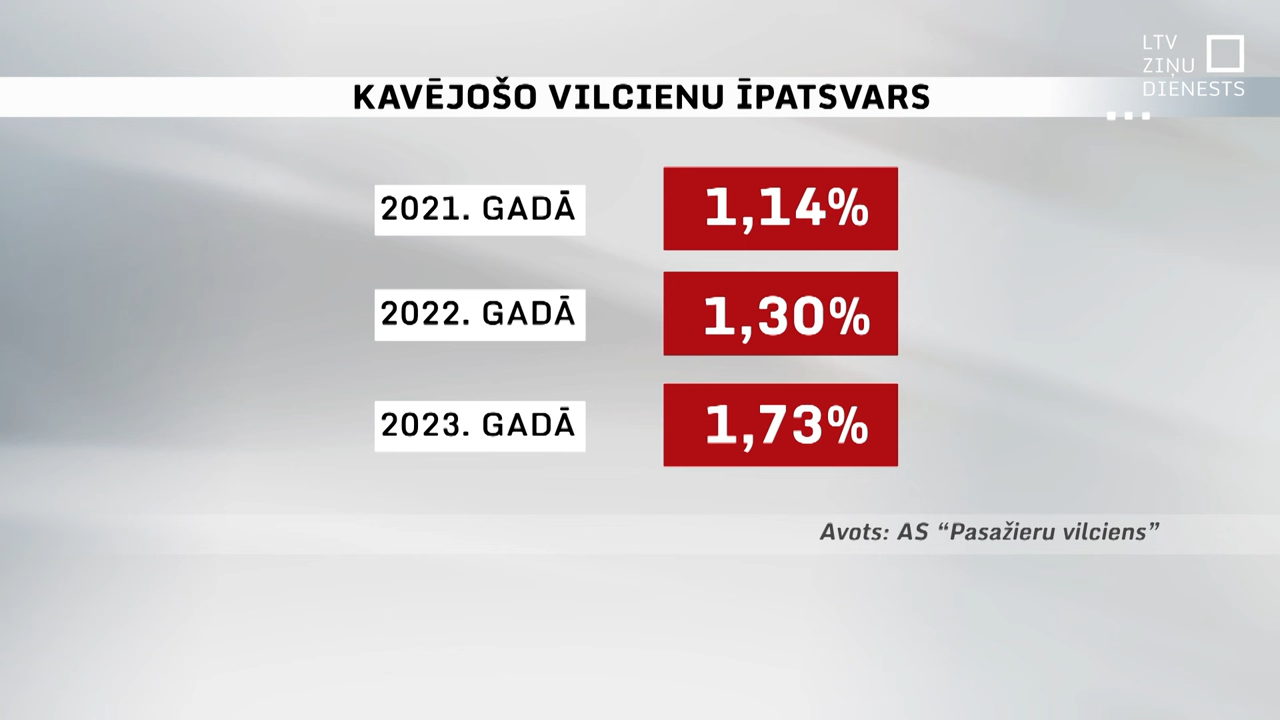 LTV
ZIŅU
DIENESTS
KAVĒJOŠO VILCIENU ĪPATSVARS
2021. GADĀ 1,14%
2022. GADĀ 1,30%
2023. GADĀ 1,73%
Avots: AS “Pasažieru vilciens”